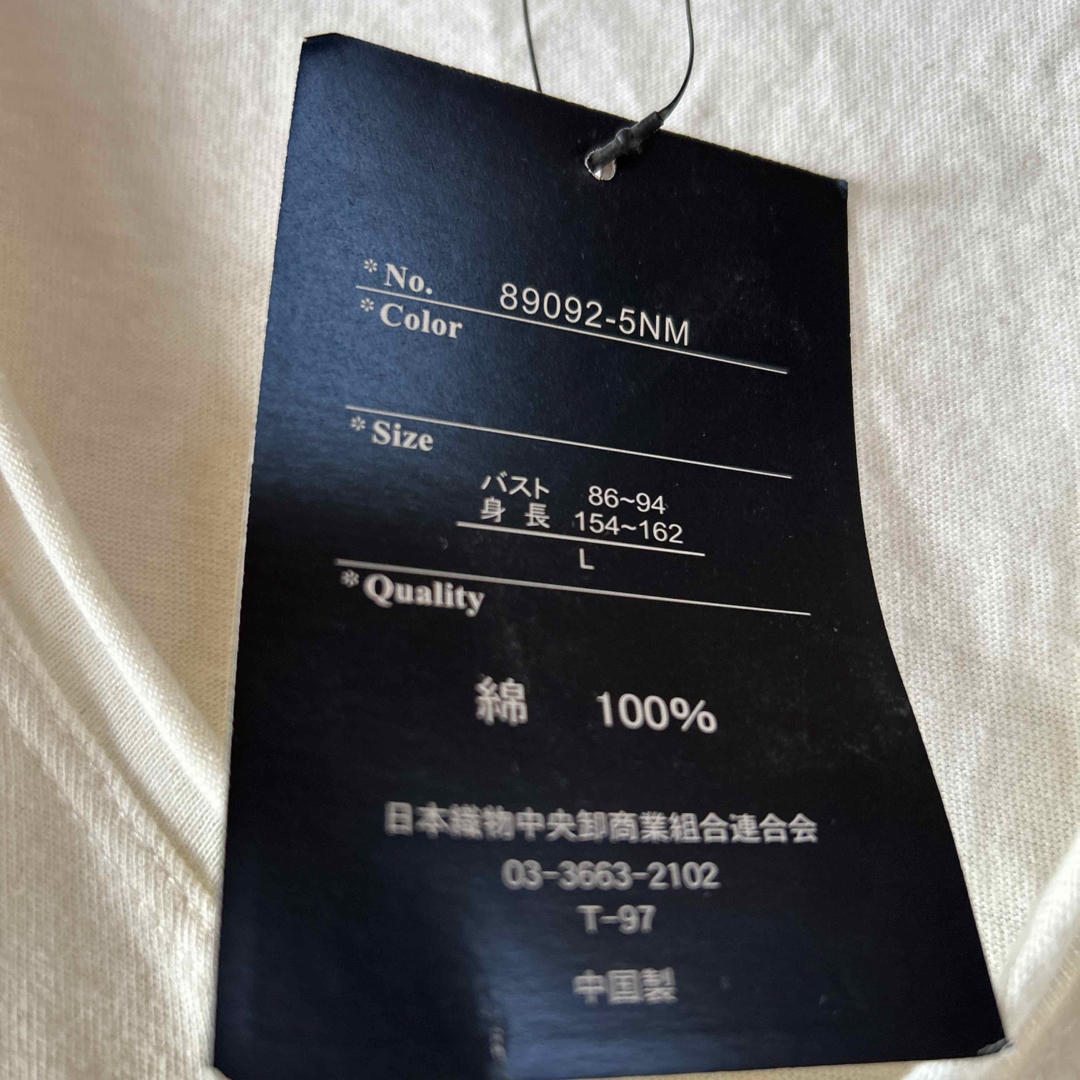 *No. 89092-5NM
*Color
*Size
バスト 86~94
身長 154~162
L
*Quality
綿 100%
日本織物中央卸商業組合連合会
03-3663-2102
T-97
中国製